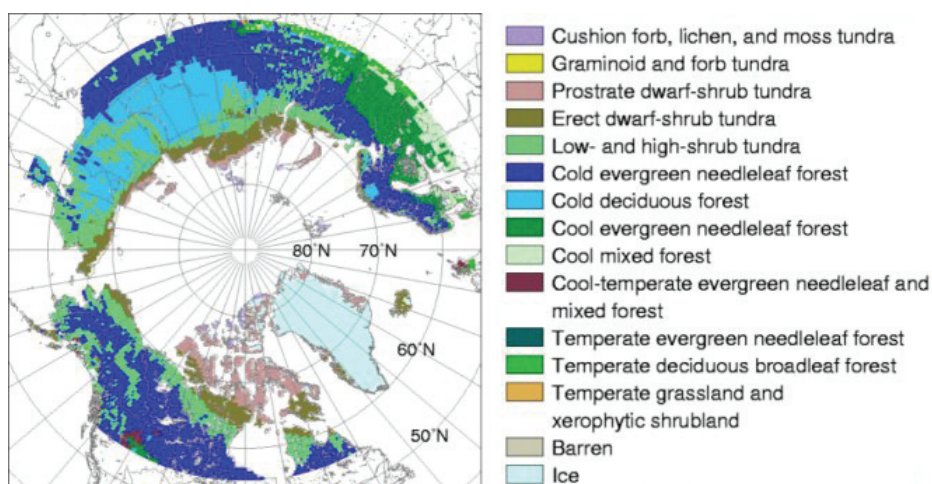 Cushion forb, lichen, and moss tundra
Graminoid and forb tundra
Prostrate dwarf-shrub tundra
Erect dwarf-shrub tundra
Low- and high-shrub tundra
Cold evergreen needleleaf forest
Cold deciduous forest
Cool evergreen needleleaf forest
Cool mixed forest
Cool-temperate evergreen needleleaf and
mixed forest
Temperate evergreen needleleaf forest
Temperate deciduous broadleaf forest
Temperate grassland and
xerophytic shrubland
Barren
Ice
80°N
70°N
60°N
50°N